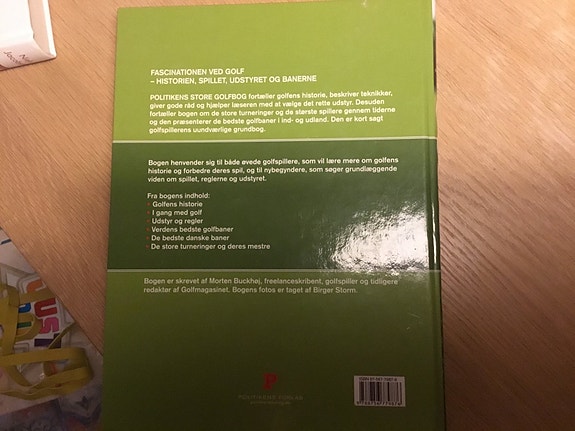 FASCINATIONEN VED GOLF
– HISTORIEN, SPILLET, UDSTYRET OG BANERNE
POLITIKENS STORE GOLFBOG fortæller golfens historie, beskriver teknikker,
giver gode råd og hjælper læseren med at vælge det rette udstyr. Desuden
fortæller bogen om de store turneringer og de største spillere gennem tiderne
og den præsenterer de bedste golfbaner i ind- og udland. Den er kort sagt
golfspillerens uundværlige grundbog.
Bogen henvender sig til både øvede golfspillere, som vil lære mere om golfens
historie og forbedre deres spil, og til nybegyndere, som søger grundlæggende
viden om spillet, reglerne og udstyret.
Fra bogens indhold:
• Golfens historie
• I gang med golf
• Udstyr og regler
• Verdens bedste golfbaner
• De bedste danske baner
• De store turneringer og deres mestre
Bogen er skrevet af Morten Buckhøj, freelanceskribent, golfspiller og tidligere
redaktør af Golfmagasinet. Bogens fotos er taget af Birger Storm.
P
POLITIKENS FORLAG